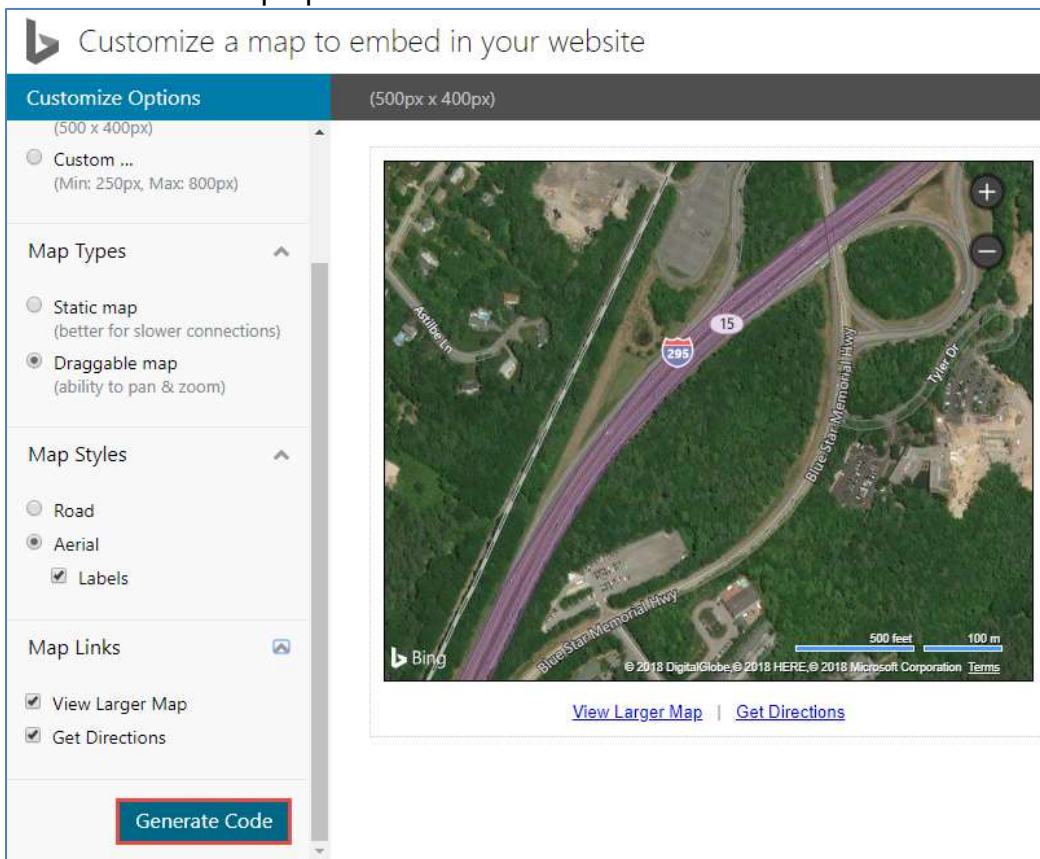 Customize a map to embed in your website
Customize Options
(500px x 400px)
(500 x 400px)
Custom ...
(Min: 250px, Max: 800px)
Map Types
Static map
(better for slower connections)
Draggable map
(ability to pan & zoom)
Map Styles
Road
Aerial
Labels
Map Links
View Larger Map
Get Directions
Generate Code
Astilbe Ln
15
295
Blue Star Memorial Hwy
Tyler Dr
Blue Star Memorial Hwy
500 feet
100 m
Bing
© 2018 DigitalGlobe,© 2018 HERE,© 2018 Microsoft Corporation Terms
View Larger Map | Get Directions